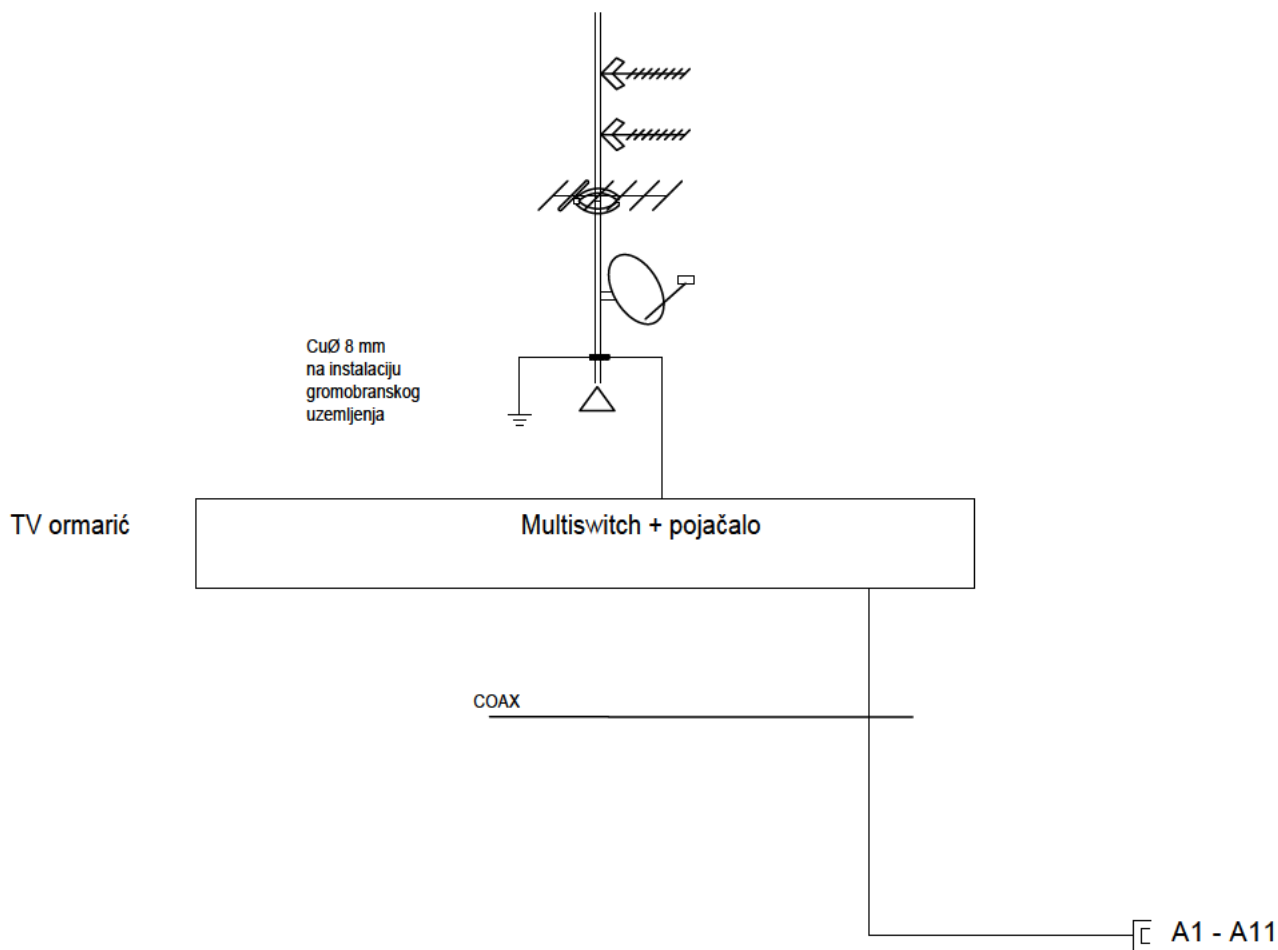 CuØ 8 mm
na instalaciju
gromobranskog
uzemljenja
TV ormarić
Multiswitch + pojačalo
COAX
A1 - A11